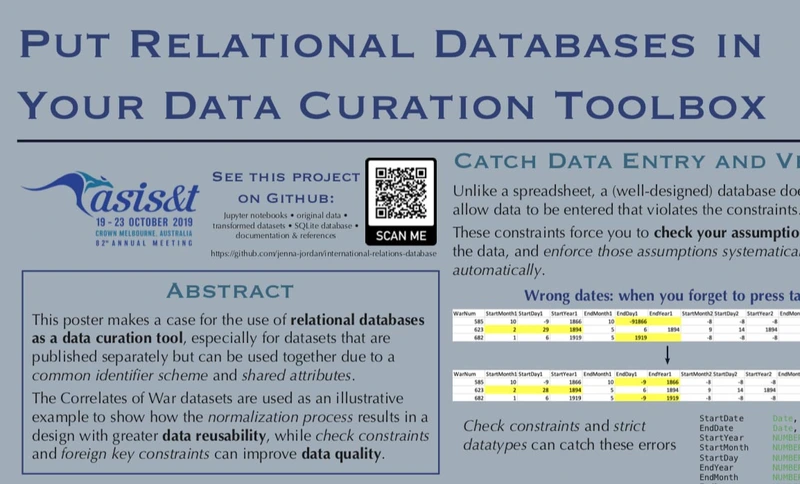 PUT RELATIONAL DATABASES IN
YOUR DATA CURATION TOOLBOX
asis&t
19 - 23 OCTOBER 2019
CROWN MELBOURNE, AUSTRALIA
82nd ANNUAL MEETING
SEE THIS PROJECT
ON GITHUB:
Jupyter notebooks • original data •
transformed datasets • SQLite database •
documentation & references
https://github.com/jenna-jordan/international-relations-database
SCAN ME
ABSTRACT
This poster makes a case for the use of relational databases
as a data curation tool, especially for datasets that are
published separately but can be used together due to a
common identifier scheme and shared attributes.
The Correlates of War datasets are used as an illustrative
example to show how the normalization process results in a
design with greater data reusability, while check constraints
and foreign key constraints can improve data quality.
CATCH DATA ENTRY AND
Unlike a spreadsheet, a (well-designed) database
allow data to be entered that violates the constraints.
These constraints force you to check your
the data, and enforce those assumptions
automatically.
Wrong dates: when you forget to press
WarNum StartMonth1 StartDay1 StartYear1 EndMonth1 EndDay1 EndYear1 StartMonth2 StartDay2 StartYear2
585 10 -9 1866 10 -91866 -8 -8 -8
623 2 29 1894 5 6 1894 9 14 1894
682 1 6 1919 5 1919 -8 -8 -8
WarNum StartMonth1 StartDay1 StartYear1 EndMonth1 EndDay1 EndYear1 StartMonth2 StartDay2 StartYear2
585 10 -9 1866 10 -9 1866 -8 -8 -8
623 2 28 1894 5 6 1894 9 14 1894
682 1 6 1919 5 -9 1919 -8 -8 -8
Check constraints and strict
datatypes can catch these errors
StartDate Date,
EndDate Date,
StartYear NUMBE
StartMonth NUMBE
StartDay NUMBE
EndYear NUMBE
EndMonth NUMBE